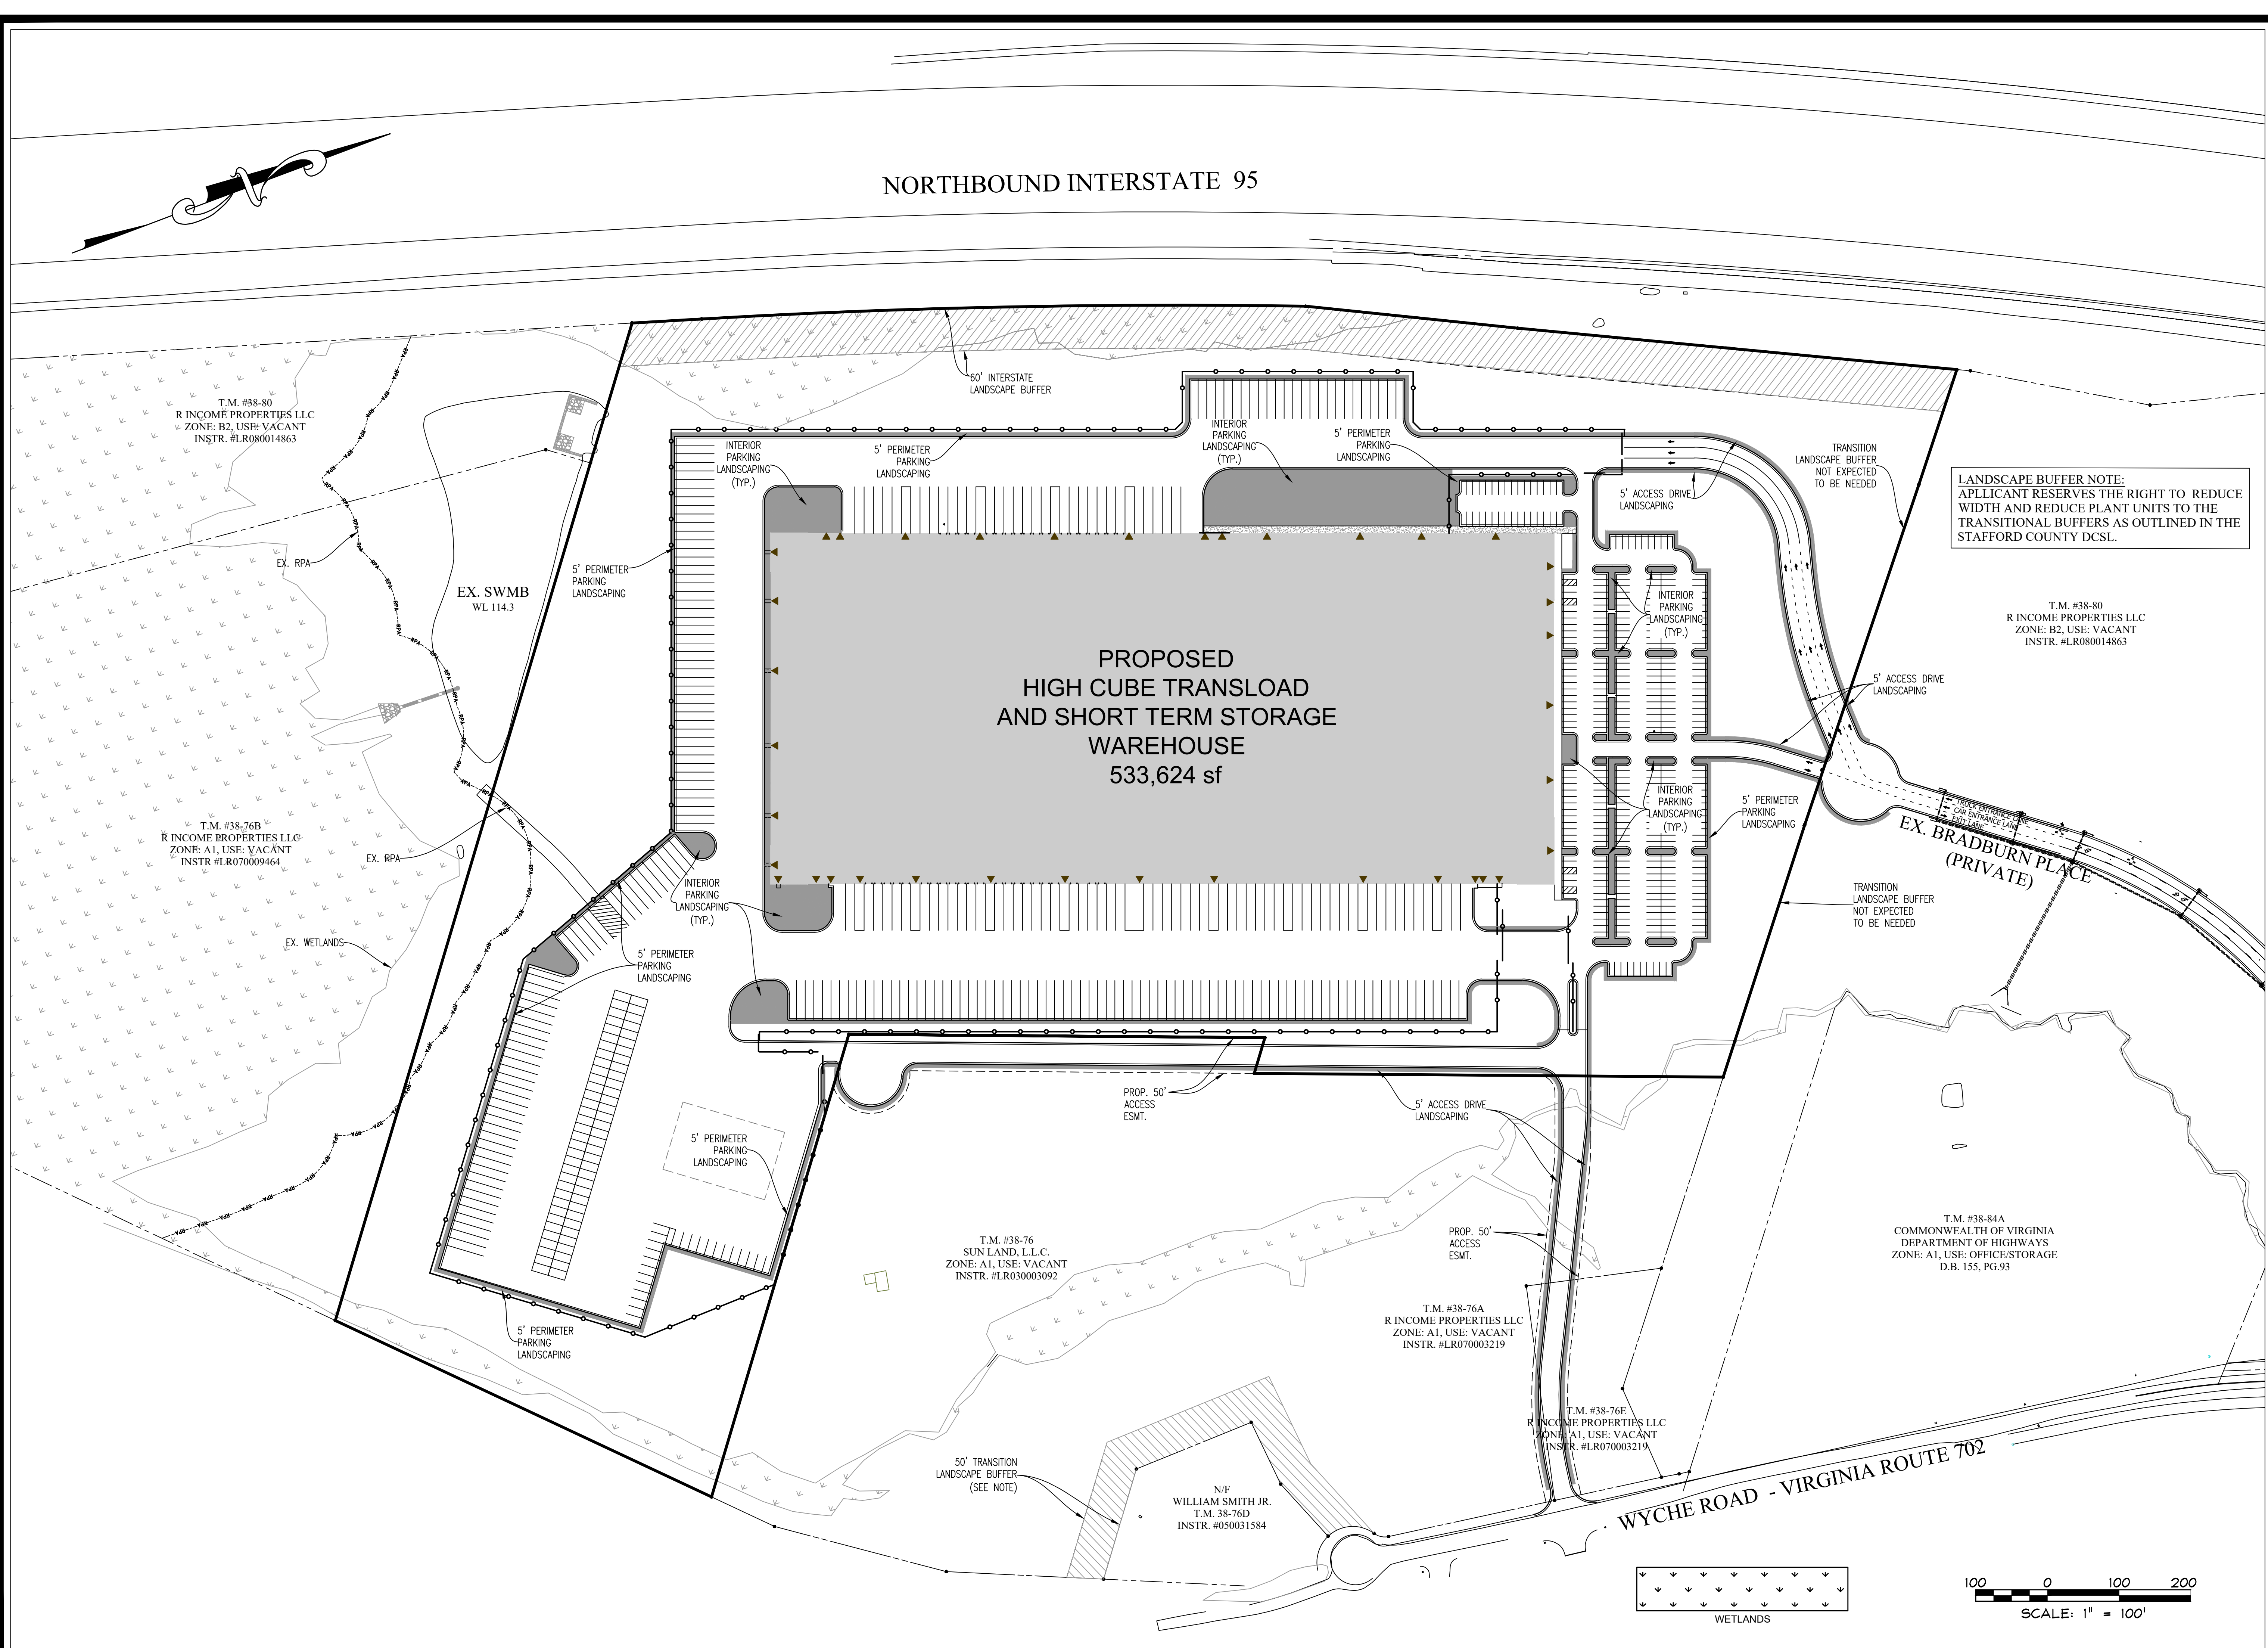 NORTHBOUND INTERSTATE 95
N
60' INTERSTATE
LANDSCAPE BUFFER
T.M. #38-80
R INCOME PROPERTIES LLC
ZONE: B2, USE: VACANT
INSTR. #LR080014863
INTERIOR
PARKING
LANDSCAPING
(TYP.)
5' PERIMETER
PARKING
LANDSCAPING
INTERIOR
PARKING
LANDSCAPING
(TYP.)
5' PERIMETER
PARKING
LANDSCAPING
5' ACCESS DRIVE
LANDSCAPING
TRANSITION
LANDSCAPE BUFFER
NOT EXPECTED
TO BE NEEDED
LANDSCAPE BUFFER NOTE:
APLLICANT RESERVES THE RIGHT TO REDUCE
WIDTH AND REDUCE PLANT UNITS TO THE
TRANSITIONAL BUFFERS AS OUTLINED IN THE
STAFFORD COUNTY DCSL.
EX. RPA
EX. SWMB
WL 114.3
5' PERIMETER
PARKING
LANDSCAPING
INTERIOR
PARKING
LANDSCAPING
(TYP.)
T.M. #38-80
R INCOME PROPERTIES LLC
ZONE: B2, USE: VACANT
INSTR. #LR080014863
PROPOSED
HIGH CUBE TRANSLOAD
AND SHORT TERM STORAGE
WAREHOUSE
533,624 sf
5' ACCESS DRIVE
LANDSCAPING
INTERIOR
PARKING
LANDSCAPING
(TYP.)
5' PERIMETER
PARKING
LANDSCAPING
TRUCK ENTRANCE LANE
CAR ENTRANCE LANE
EXIT LANE
EX. BRADBURN PLACE
(PRIVATE)
T.M. #38-76B
R INCOME PROPERTIES LLC
ZONE: A1, USE: VACANT
INSTR #LR070009464
EX. RPA
INTERIOR
PARKING
LANDSCAPING
(TYP.)
TRANSITION
LANDSCAPE BUFFER
NOT EXPECTED
TO BE NEEDED
EX. WETLANDS
5' PERIMETER
PARKING
LANDSCAPING
PROP. 50'
ACCESS
ESMT.
5' ACCESS DRIVE
LANDSCAPING
5' PERIMETER
PARKING
LANDSCAPING
T.M. #38-76
SUN LAND, L.L.C.
ZONE: A1, USE: VACANT
INSTR. #LR030003092
PROP. 50'
ACCESS
ESMT.
T.M. #38-84A
COMMONWEALTH OF VIRGINIA
DEPARTMENT OF HIGHWAYS
ZONE: A1, USE: OFFICE/STORAGE
D.B. 155, PG.93
T.M. #38-76A
R INCOME PROPERTIES LLC
ZONE: A1, USE: VACANT
INSTR. #LR070003219
5' PERIMETER
PARKING
LANDSCAPING
T.M. #38-76E
R INCOME PROPERTIES LLC
ZONE: A1, USE: VACANT
INSTR. #LR070003219
50' TRANSITION
LANDSCAPE BUFFER
(SEE NOTE)
N/F
WILLIAM SMITH JR.
T.M. 38-76D
INSTR. #050031584
WYCHE ROAD - VIRGINIA ROUTE 702
WETLANDS
100 0 100 200
SCALE: 1" = 100'